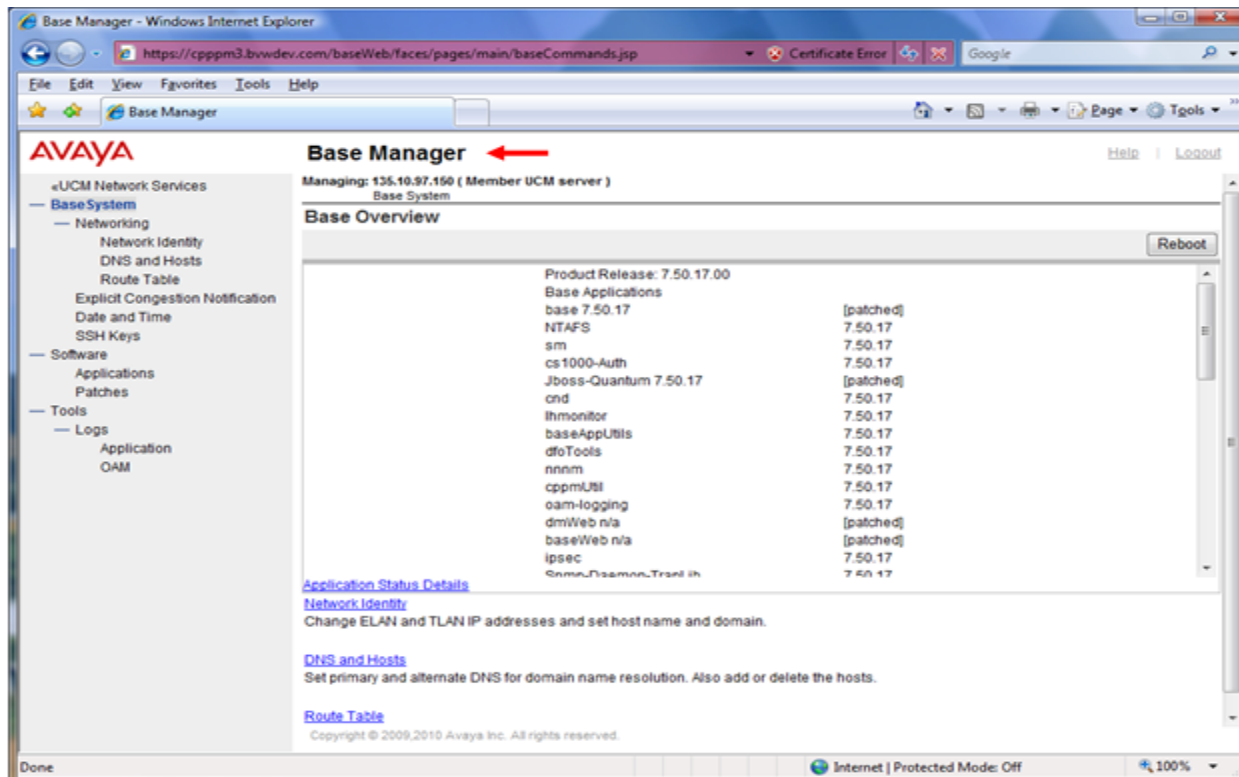 Base Manager - Windows Internet Explorer
https://cpppm3.bvwdev.com/baseWeb/faces/pages/main/baseCommands.jsp Certificate Error Google
File Edit View Favorites Tools Help
Base Manager Page Tools
AVAYA
Base Manager
Help | Logout
«UCM Network Services
Base System
Networking
Network Identity
DNS and Hosts
Route Table
Explicit Congestion Notification
Date and Time
SSH Keys
Software
Applications
Patches
Tools
Logs
Application
OAM
Managing: 135.10.97.150 ( Member UCM server )
Base System
Base Overview
Reboot
Product Release: 7.50.17.00
Base Applications
base 7.50.17 [patched]
NTAFS 7.50.17
sm 7.50.17
cs1000-Auth 7.50.17
Jboss-Quantum 7.50.17 [patched]
cnd 7.50.17
lhmonitor 7.50.17
baseAppUtils 7.50.17
dfoTools 7.50.17
nnnm 7.50.17
cppmUtil 7.50.17
oam-logging 7.50.17
dmWeb n/a [patched]
baseWeb n/a [patched]
ipsec 7.50.17
Snmp-Daemon-TrapLib 7.50.17
Application Status Details
Network Identity
Change ELAN and TLAN IP addresses and set host name and domain.
DNS and Hosts
Set primary and alternate DNS for domain name resolution. Also add or delete the hosts.
Route Table
Copyright © 2009,2010 Avaya Inc. All rights reserved.
Done Internet | Protected Mode: Off 100%